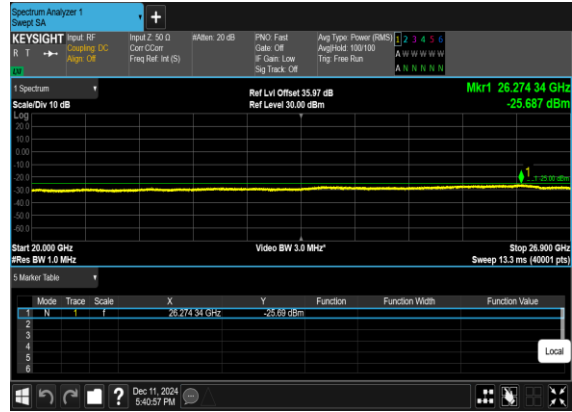 Spectrum Analyzer 1
Swept SA
KEYSIGHT Input: RF Input Z: 50 Ω #Atten: 20 dB PNO: Fast Avg Type: Power (RMS) 1 2 3 4 5 6
R T Coupling: DC Corr CCorr Gate: Off Avg|Hold: 100/100 A W W W W W
Align: Off Freq Ref: Int (S) IF Gain: Low Trig: Free Run
Sig Track: Off A N N N N N
1 Spectrum Ref Lvl Offset 35.97 dB Mkr1 26.274 34 GHz
Scale/Div 10 dB Ref Level 30.00 dBm -25.687 dBm
Log
20.0
10.0
0.00
-10.0
-20.0
-30.0
-40.0
-50.0
-60.0
1
-25.00 dBm
Start 20.000 GHz Video BW 3.0 MHz* Stop 26.900 GHz
#Res BW 1.0 MHz Sweep 13.3 ms (40001 pts)
5 Marker Table
Mode Trace Scale X Y Function Function Width Function Value
1 N 1 f 26.274 34 GHz -25.69 dBm
2
3
4
5
6
Local
? Dec 11, 2024
5:40:57 PM